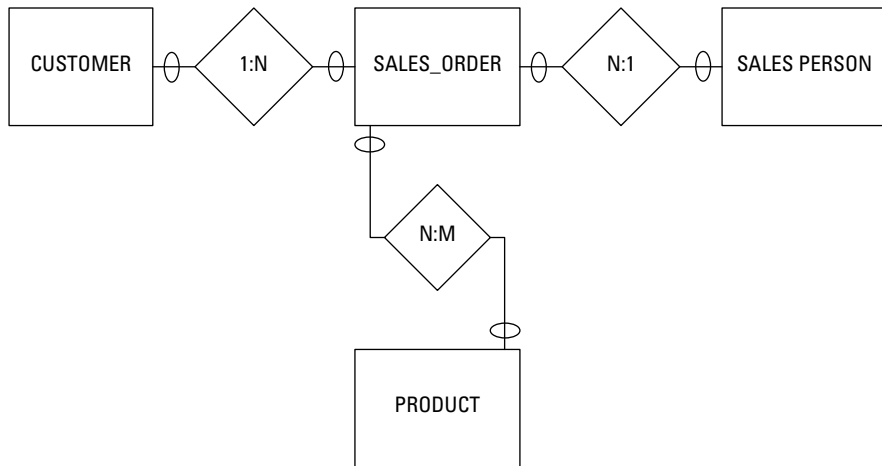 CUSTOMER
1:N
SALES_ORDER
N:1
SALES PERSON
N:M
PRODUCT